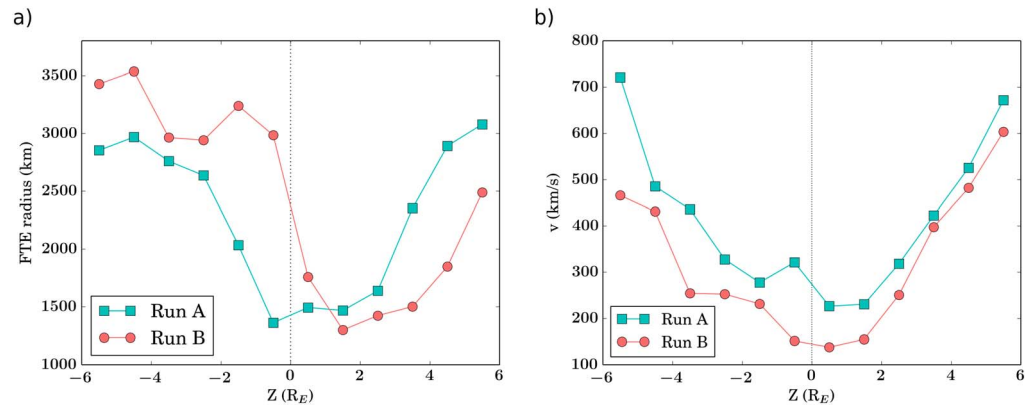 a)
FTE radius (km)
3500
3000
2500
2000
1500
1000
−6
−4
−2
0
2
4
6
Z (R_E)
Run A
Run B
b)
v (km/s)
800
700
600
500
400
300
200
100
−6
−4
−2
0
2
4
6
Z (R_E)
Run A
Run B